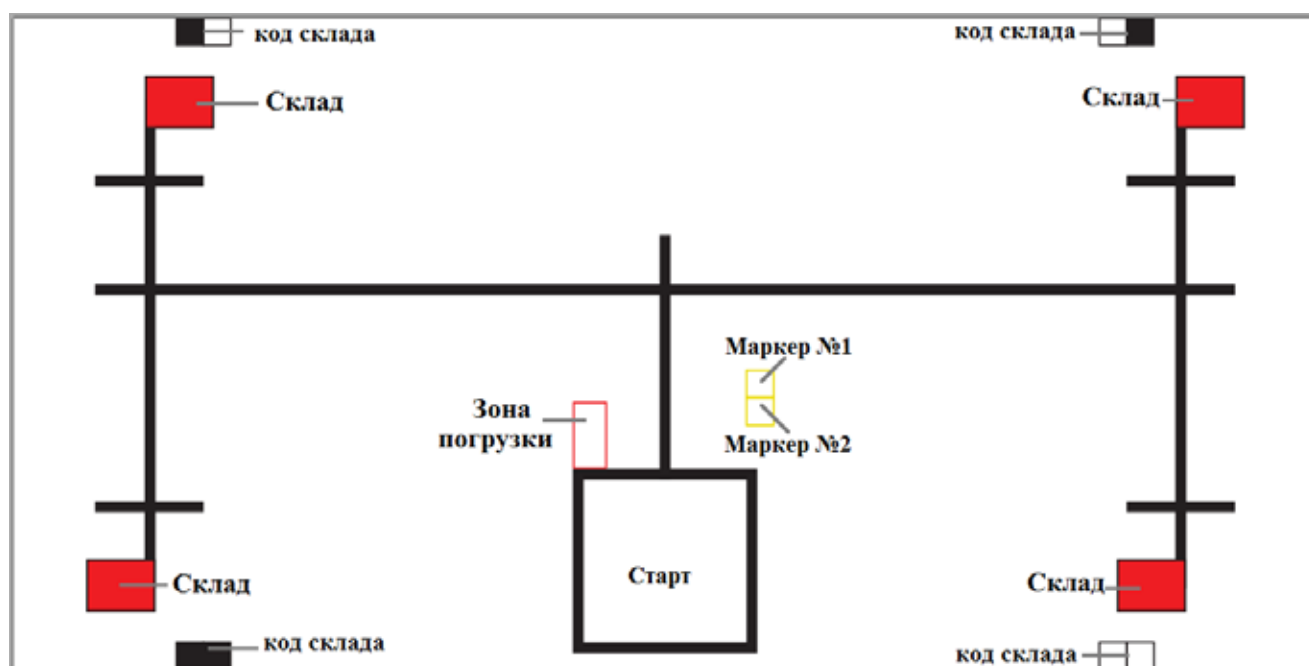 код склада
код склада
Склад
Склад
Маркер №1
Зона
погрузки
Маркер №2
Старт
Склад
Склад
код склада
код склада